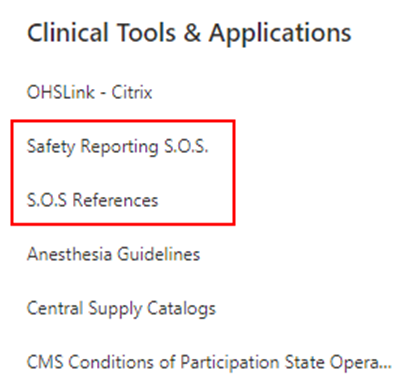 Clinical Tools & Applications
OHSLink - Citrix
Safety Reporting S.O.S.
S.O.S References
Anesthesia Guidelines
Central Supply Catalogs
CMS Conditions of Participation State Opera...